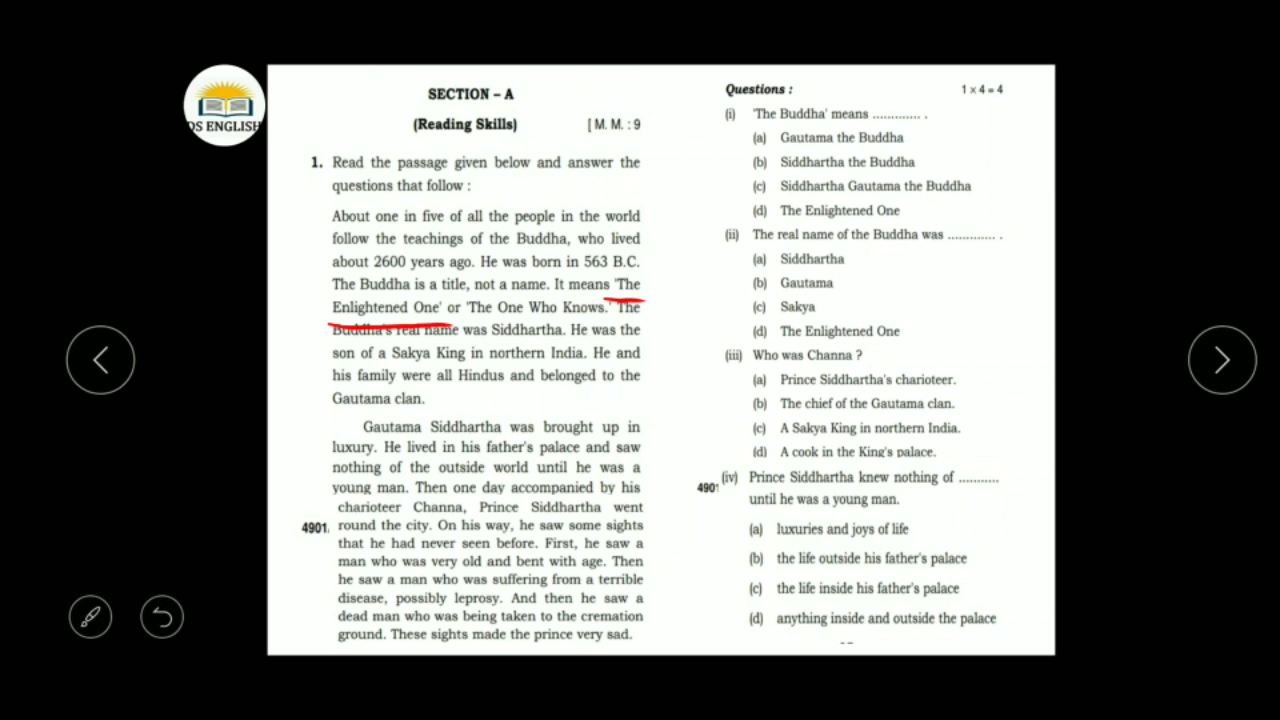 DS ENGLISH
SECTION – A
(Reading Skills) [ M. M. : 9
1. Read the passage given below and answer the
questions that follow :
About one in five of all the people in the world
follow the teachings of the Buddha, who lived
about 2600 years ago. He was born in 563 B.C.
The Buddha is a title, not a name. It means 'The
Enlightened One' or 'The One Who Knows.' The
Buddha's real name was Siddhartha. He was the
son of a Sakya King in northern India. He and
his family were all Hindus and belonged to the
Gautama clan.
Gautama Siddhartha was brought up in
luxury. He lived in his father's palace and saw
nothing of the outside world until he was a
young man. Then one day accompanied by his
charioteer Channa, Prince Siddhartha went
4901. round the city. On his way, he saw some sights
that he had never seen before. First, he saw a
man who was very old and bent with age. Then
he saw a man who was suffering from a terrible
disease, possibly leprosy. And then he saw a
dead man who was being taken to the cremation
ground. These sights made the prince very sad.
Questions : 1 × 4 = 4
(i) 'The Buddha' means ............. .
(a) Gautama the Buddha
(b) Siddhartha the Buddha
(c) Siddhartha Gautama the Buddha
(d) The Enlightened One
(ii) The real name of the Buddha was ............. .
(a) Siddhartha
(b) Gautama
(c) Sakya
(d) The Enlightened One
(iii) Who was Channa ?
(a) Prince Siddhartha's charioteer.
(b) The chief of the Gautama clan.
(c) A Sakya King in northern India.
(d) A cook in the King's palace.
(iv) Prince Siddhartha knew nothing of ...........
4901 until he was a young man.
(a) luxuries and joys of life
(b) the life outside his father's palace
(c) the life inside his father's palace
(d) anything inside and outside the palace